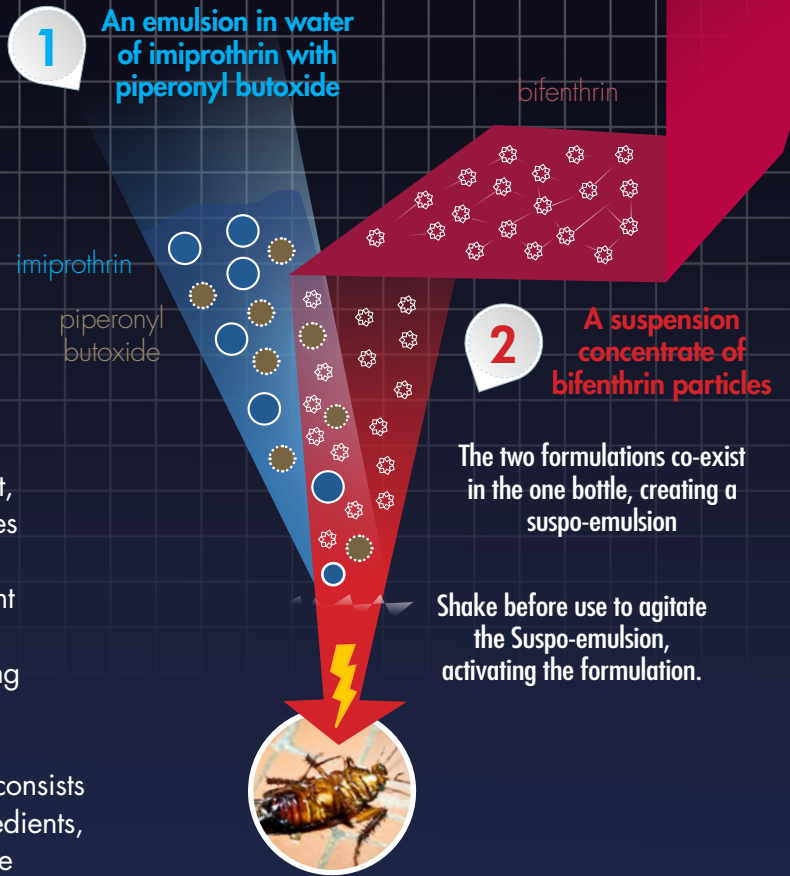 1
An emulsion in water
of imiprothrin with
piperonyl butoxide
bifenthrin
imiprothrin
piperonyl
butoxide
2
A suspension
concentrate of
bifenthrin particles
The two formulations co-exist
in the one bottle, creating a
suspo-emulsion
Shake before use to agitate
the Suspo-emulsion,
activating the formulation.
consists